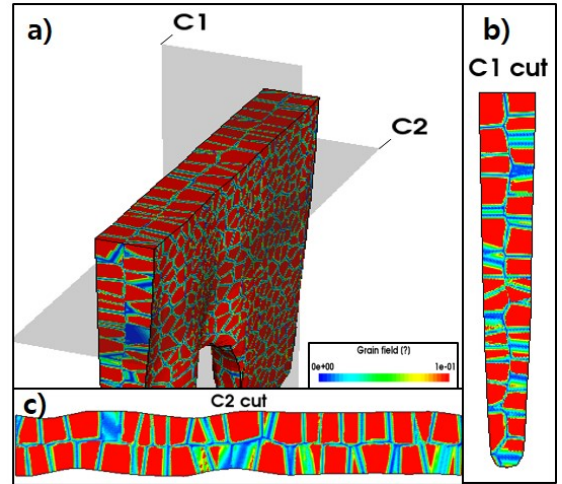 a)
C1
C2
Grain field (?)
0e+00
1e-01
b)
C1 cut
c)
C2 cut